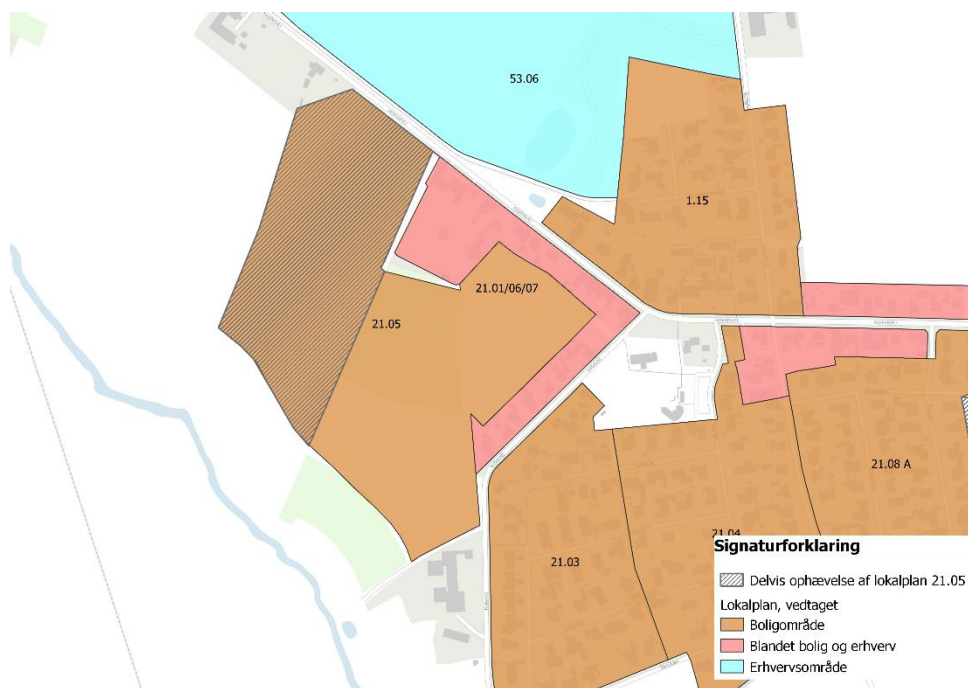 53.06
1.15
21.01/06/07
21.05
21.08 A
21.04
21.03
Signaturforklaring
Delvis ophævelse af lokalplan 21.05
Lokalplan, vedtaget
Boligområde
Blandet bolig og erhverv
Erhvervsområde